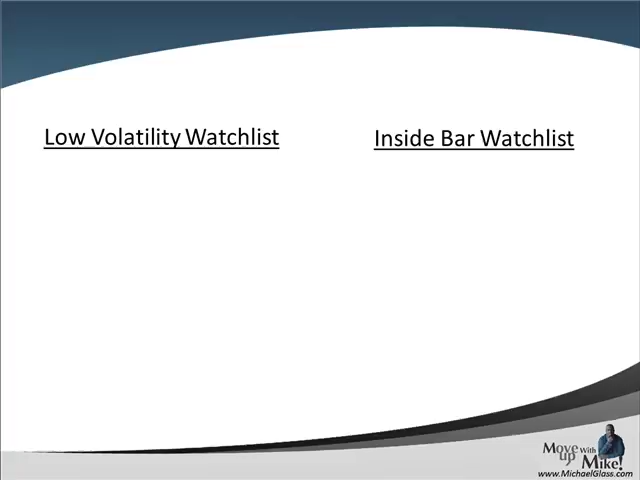 Low Volatility Watchlist
Inside Bar Watchlist
Move up With Mike!
www.MichaelGlass.com